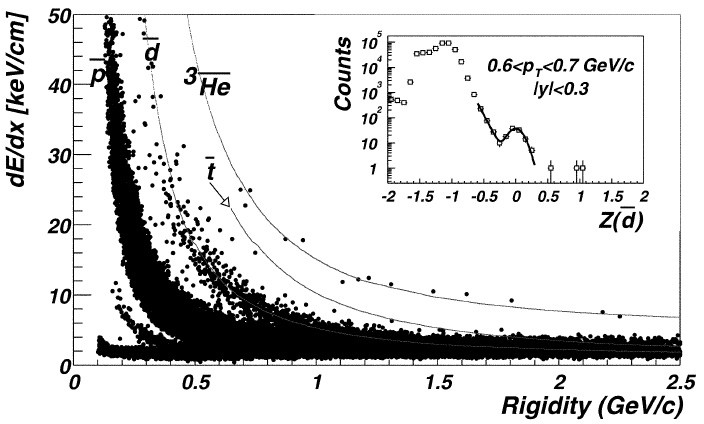 dE/dx [keV/cm]
50
40
30
20
10
0
p̅
d̅
3H̅e̅
t̅
0
0.5
1
1.5
2
2.5
Rigidity (GeV/c)
Counts
10⁵
10⁴
10³
10²
10
1
0.6<p_T<0.7 GeV/c
|y|<0.3
-2
-1.5
-1
-0.5
0
0.5
1
1.5
2
Z(d̅)